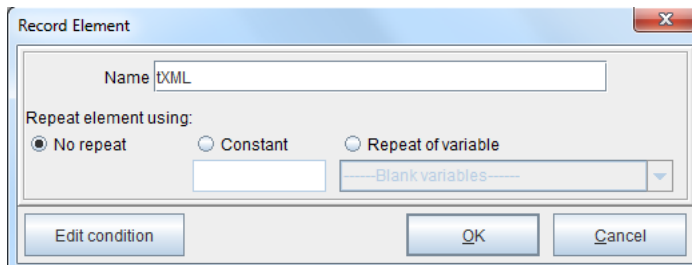 Record Element
Name tXML
Repeat element using:
No repeat Constant Repeat of variable
------Blank variables------
Edit condition OK Cancel